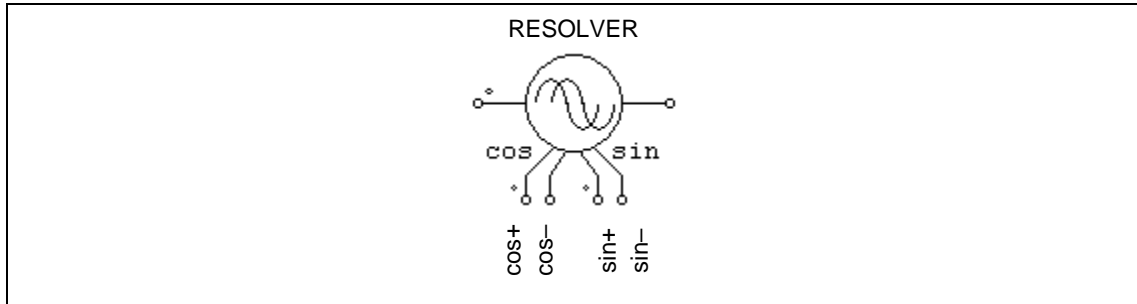 RESOLVER
cos sin
cos+
cos–
sin+
sin–